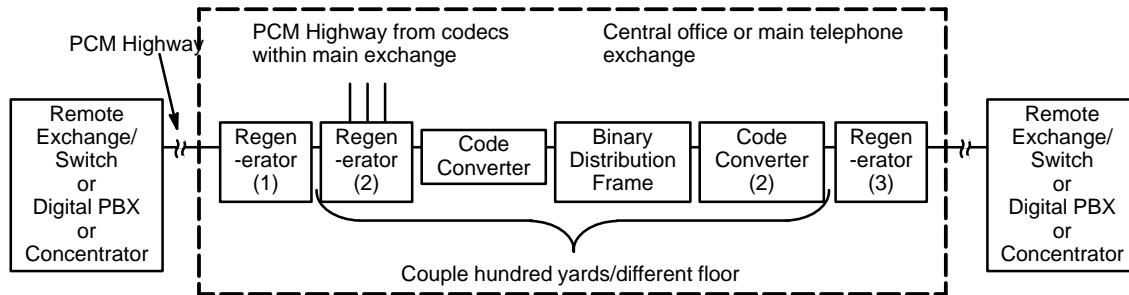 PCM Highway
PCM Highway from codecs
within main exchange
Central office or main telephone
exchange
Remote
Exchange/
Switch
or
Digital PBX
or
Concentrator
Regen
-erator
(1)
Regen
-erator
(2)
Code
Converter
Binary
Distribution
Frame
Code
Converter
(2)
Regen
-erator
(3)
Remote
Exchange/
Switch
or
Digital PBX
or
Concentrator
Couple hundred yards/different floor